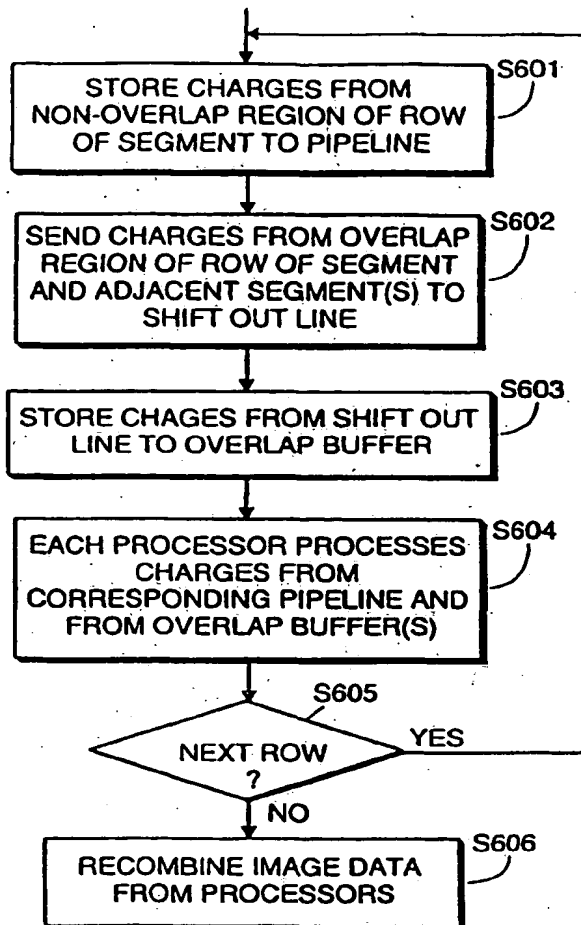 S601
STORE CHARGES FROM
NON-OVERLAP REGION OF ROW
OF SEGMENT TO PIPELINE
S602
SEND CHARGES FROM OVERLAP
REGION OF ROW OF SEGMENT
AND ADJACENT SEGMENT(S) TO
SHIFT OUT LINE
S603
STORE CHAGES FROM SHIFT OUT
LINE TO OVERLAP BUFFER
S604
EACH PROCESSOR PROCESSES
CHARGES FROM
CORRESPONDING PIPELINE AND
FROM OVERLAP BUFFER(S)
S605
NEXT ROW
?
YES
NO
S606
RECOMBINE IMAGE DATA
FROM PROCESSORS